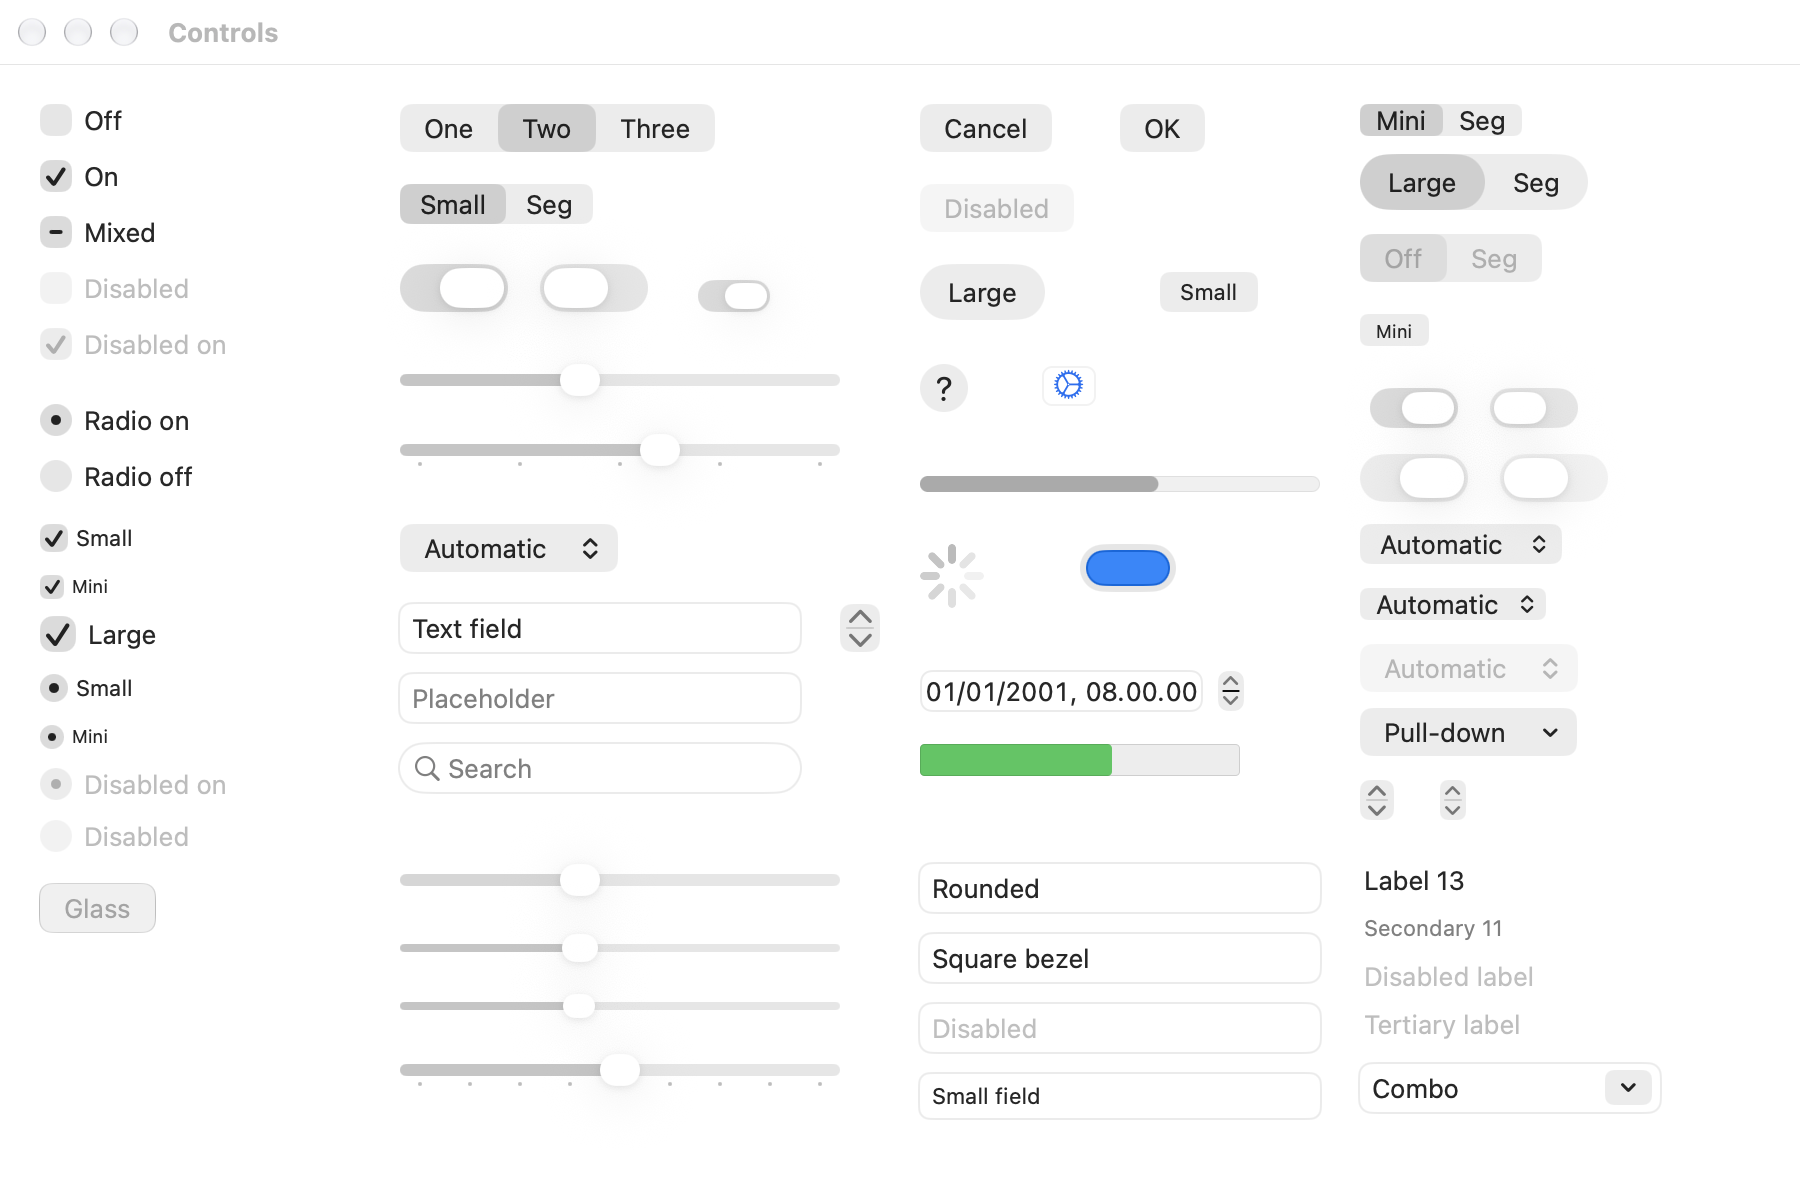 Controls
Off
On
Mixed
Disabled
Disabled on
Radio on
Radio off
Small
Mini
Large
Small
Mini
Disabled on
Disabled
Glass
One Two Three
Small Seg
Automatic
Text field
Placeholder
Search
Cancel OK
Disabled
Large Small
?
01/01/2001, 08.00.00
Rounded
Square bezel
Disabled
Small field
Mini Seg
Large Seg
Off Seg
Mini
Automatic
Automatic
Automatic
Pull-down
Label 13
Secondary 11
Disabled label
Tertiary label
Combo